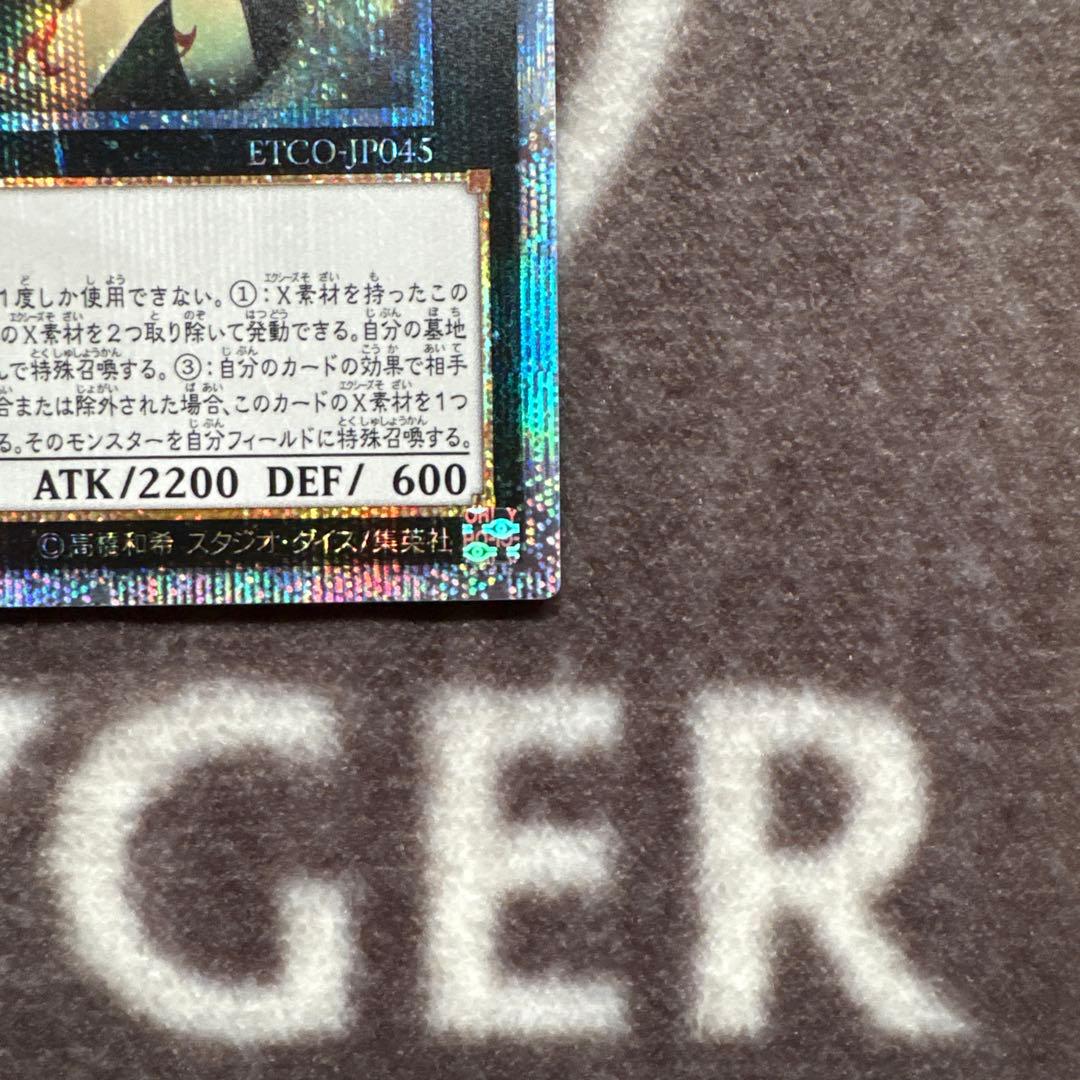 ETCO-JP045
1度しか使用できない。①:X素材を持ったこの
のX素材を2つ取り除いて発動できる。自分の墓地
んで特殊召喚する。③:自分のカードの効果で相手
合または除外された場合、このカードのX素材を1つ
る。そのモンスターを自分フィールドに特殊召喚する。
ATK/2200 DEF/ 600
©高橋和希 スタジオ・ダイス/集英社
GER